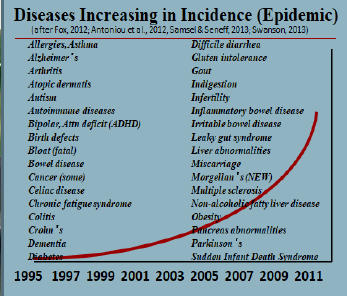 Diseases Increasing in Incidence (Epidemic)
(after Fox, 2012; Antoniou et al., 2012, Samsel & Seneff, 2013, Swanson, 2013)
Allergies, Asthma
Alzheimer's
Arthritis
Atopic dermatis
Autism
Autoimmune diseases
Bipolar, Attn deficit (ADHD)
Birth defects
Bloat (fatal)
Bowel disease
Cancer (some)
Celiac disease
Chronic fatigue syndrome
Colitis
Crohn's
Dementia
Diabetes
Difficile diarrhea
Gluten intolerance
Gout
Indigestion
Infertility
Inflammatory bowel disease
Irritable bowel disease
Leaky gut syndrome
Liver abnormalities
Miscarriage
Morgellan's (NEW)
Multiple sclerosis
Non-alcoholic fatty liver disease
Obesity
Pancreas abnormalities
Parkinson's
Sudden Infant Death Syndrome
1995 1997 1999 2001 2003 2005 2007 2009 2011